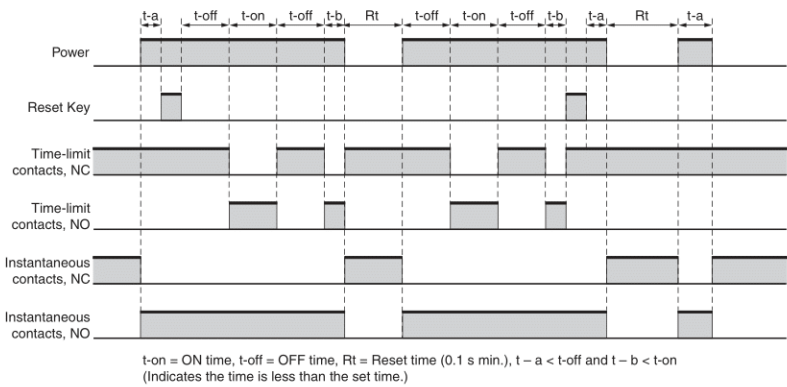 t-a t-off t-on t-off t-b Rt t-off t-on t-off t-b t-a Rt t-a
Power
Reset Key
Time-limit
contacts, NC
Time-limit
contacts, NO
Instantaneous
contacts, NC
Instantaneous
contacts, NO
t-on = ON time, t-off = OFF time, Rt = Reset time (0.1 s min.), t – a < t-off and t – b < t-on
(Indicates the time is less than the set time.)